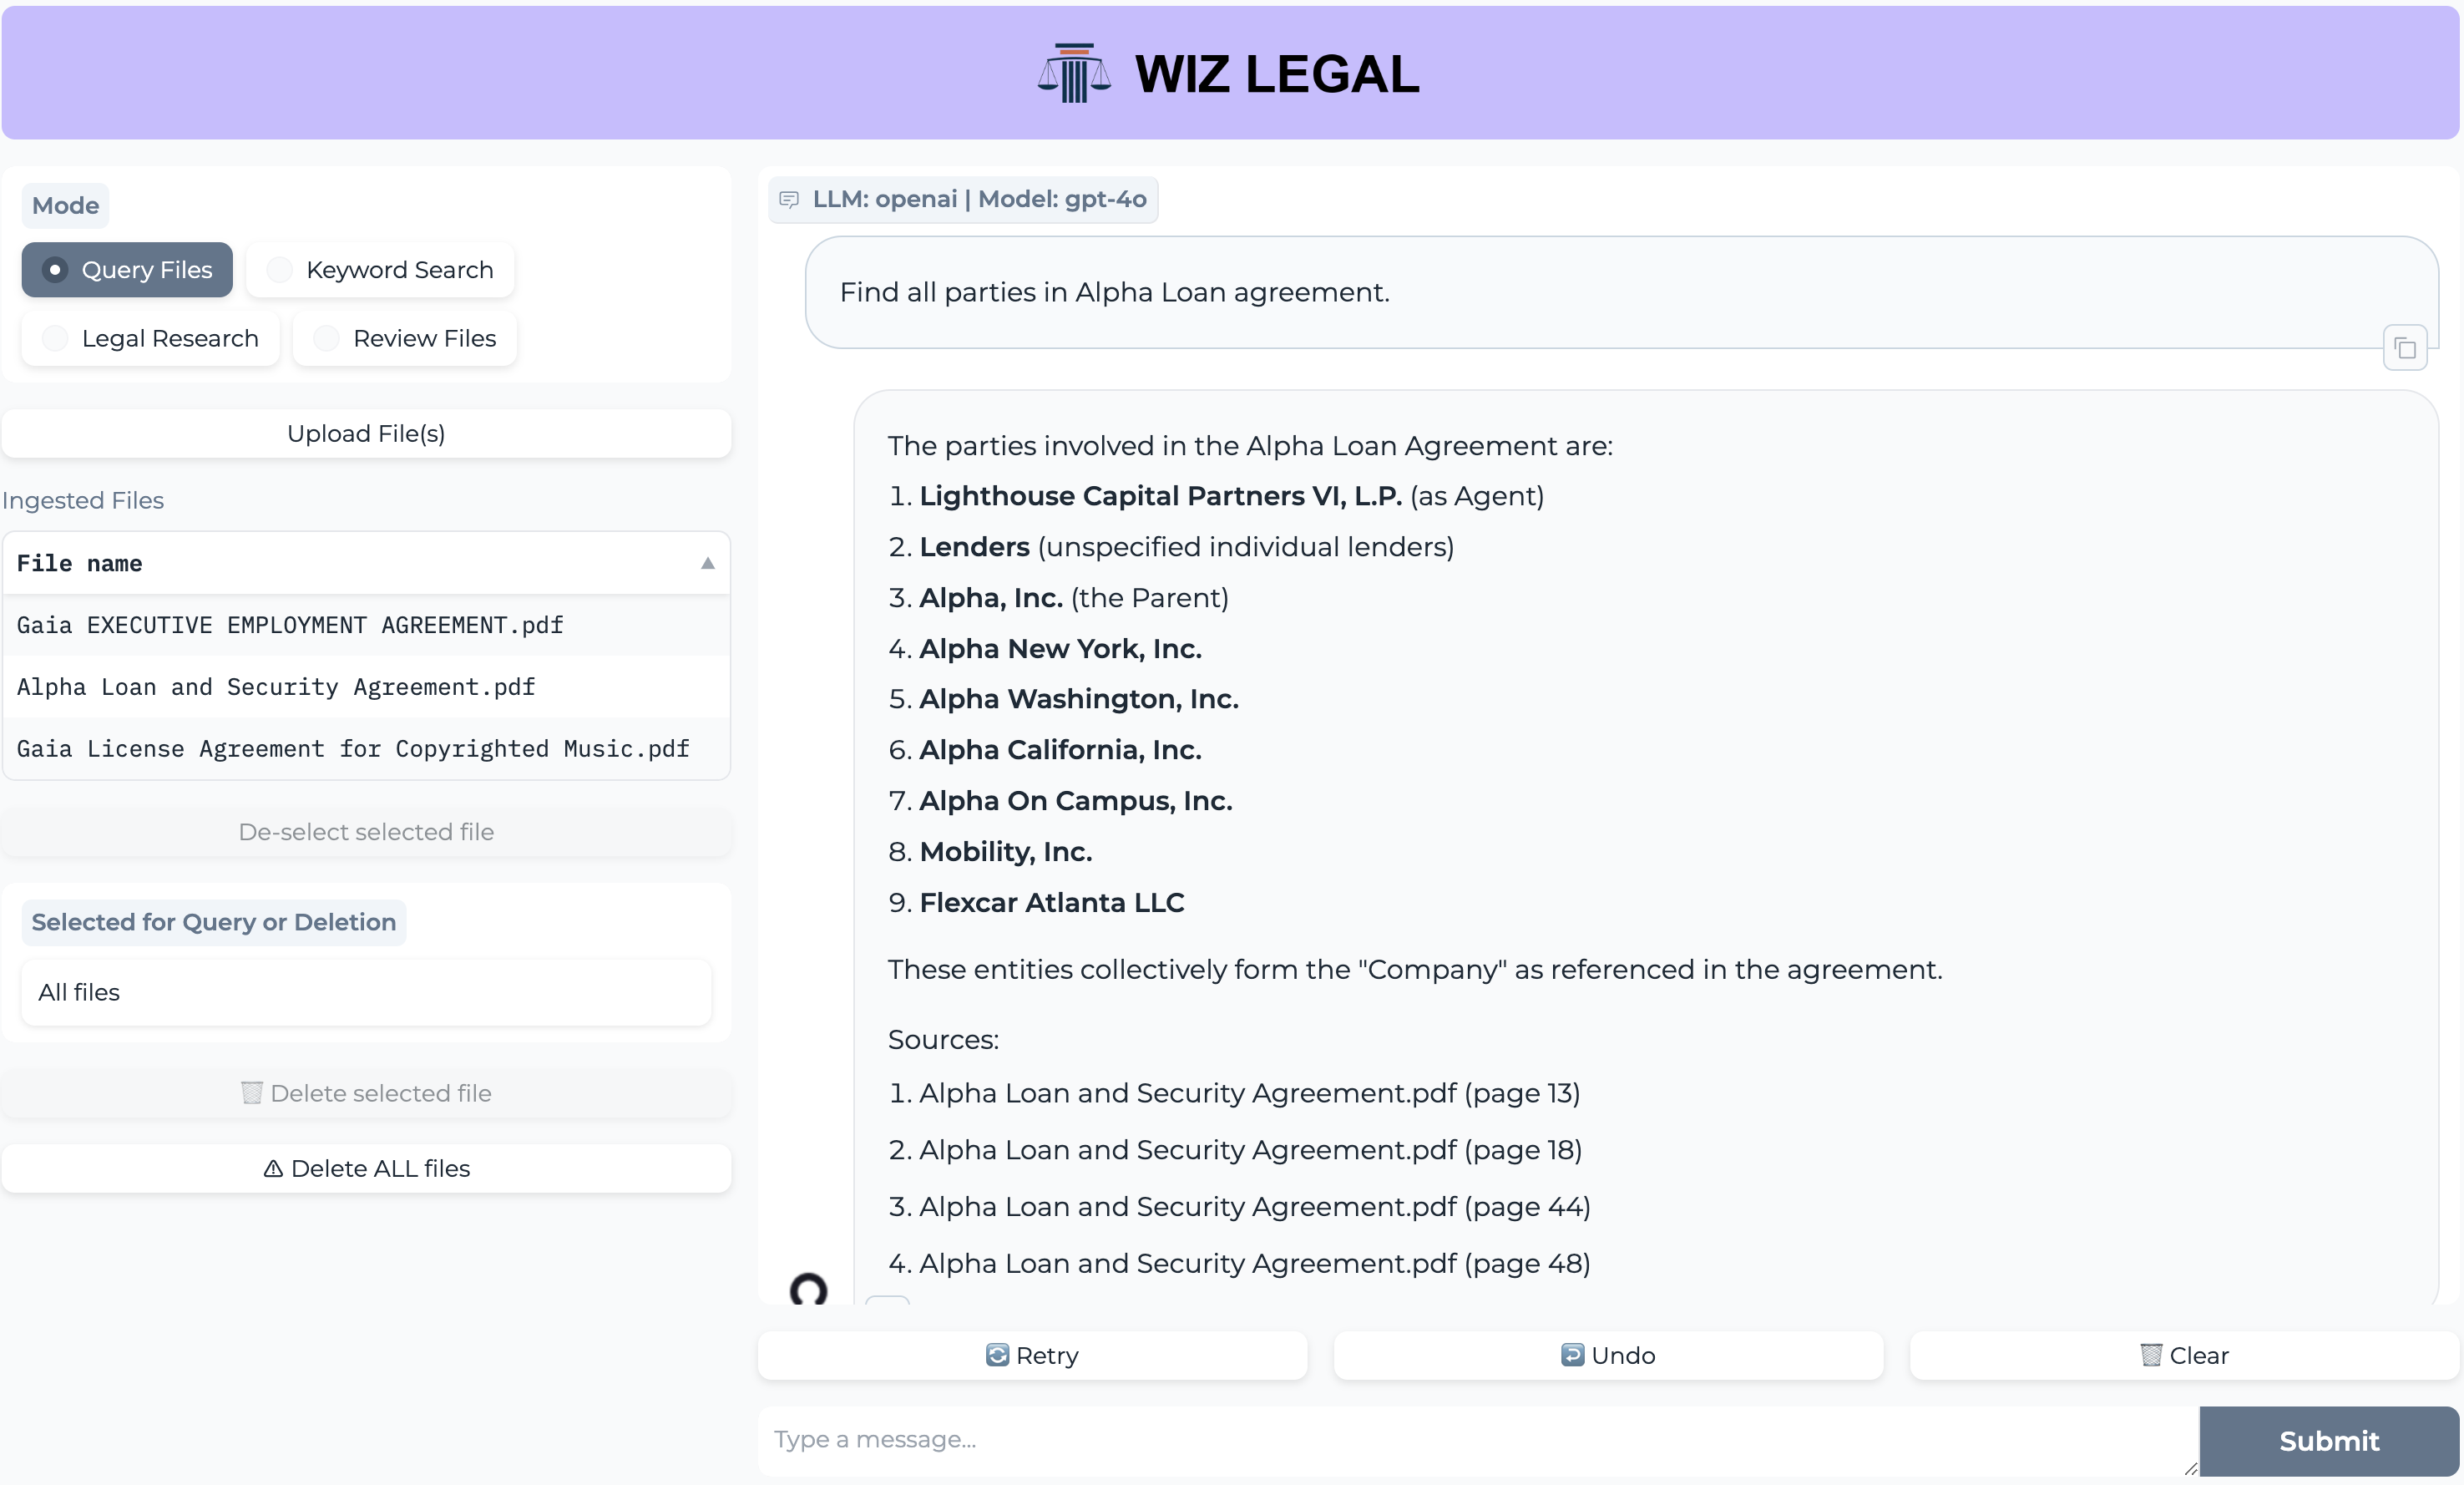 WIZ LEGAL
Mode
Query Files
Keyword Search
Legal Research
Review Files
Upload File(s)
Ingested Files
File name
Gaia EXECUTIVE EMPLOYMENT AGREEMENT.pdf
Alpha Loan and Security Agreement.pdf
Gaia License Agreement for Copyrighted Music.pdf
De-select selected file
Selected for Query or Deletion
All files
Delete selected file
Delete ALL files
LLM: openai | Model: gpt-4o
Find all parties in Alpha Loan agreement.
The parties involved in the Alpha Loan Agreement are:
1. Lighthouse Capital Partners VI, L.P. (as Agent)
2. Lenders (unspecified individual lenders)
3. Alpha, Inc. (the Parent)
4. Alpha New York, Inc.
5. Alpha Washington, Inc.
6. Alpha California, Inc.
7. Alpha On Campus, Inc.
8. Mobility, Inc.
9. Flexcar Atlanta LLC
These entities collectively form the "Company" as referenced in the agreement.
Sources:
1. Alpha Loan and Security Agreement.pdf (page 13)
2. Alpha Loan and Security Agreement.pdf (page 18)
3. Alpha Loan and Security Agreement.pdf (page 44)
4. Alpha Loan and Security Agreement.pdf (page 48)
Retry
Undo
Clear
Type a message...
Submit